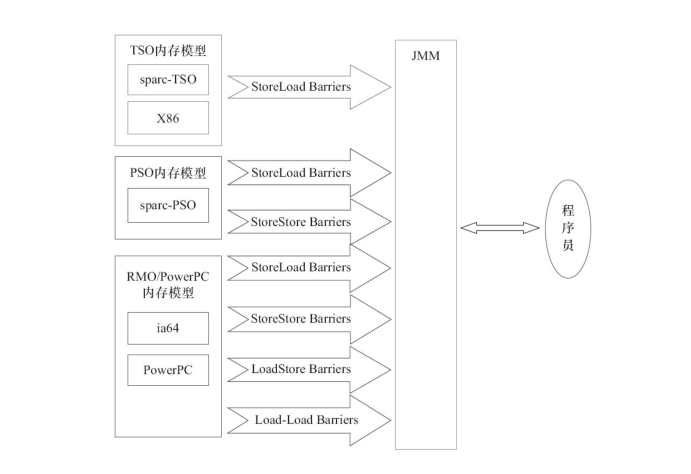 TSO内存模型
sparc-TSO
X86
StoreLoad Barriers
PSO内存模型
sparc-PSO
StoreLoad Barriers
StoreStore Barriers
RMO/PowerPC
内存模型
ia64
PowerPC
StoreLoad Barriers
StoreStore Barriers
LoadStore Barriers
Load-Load Barriers
JMM
程
序
员